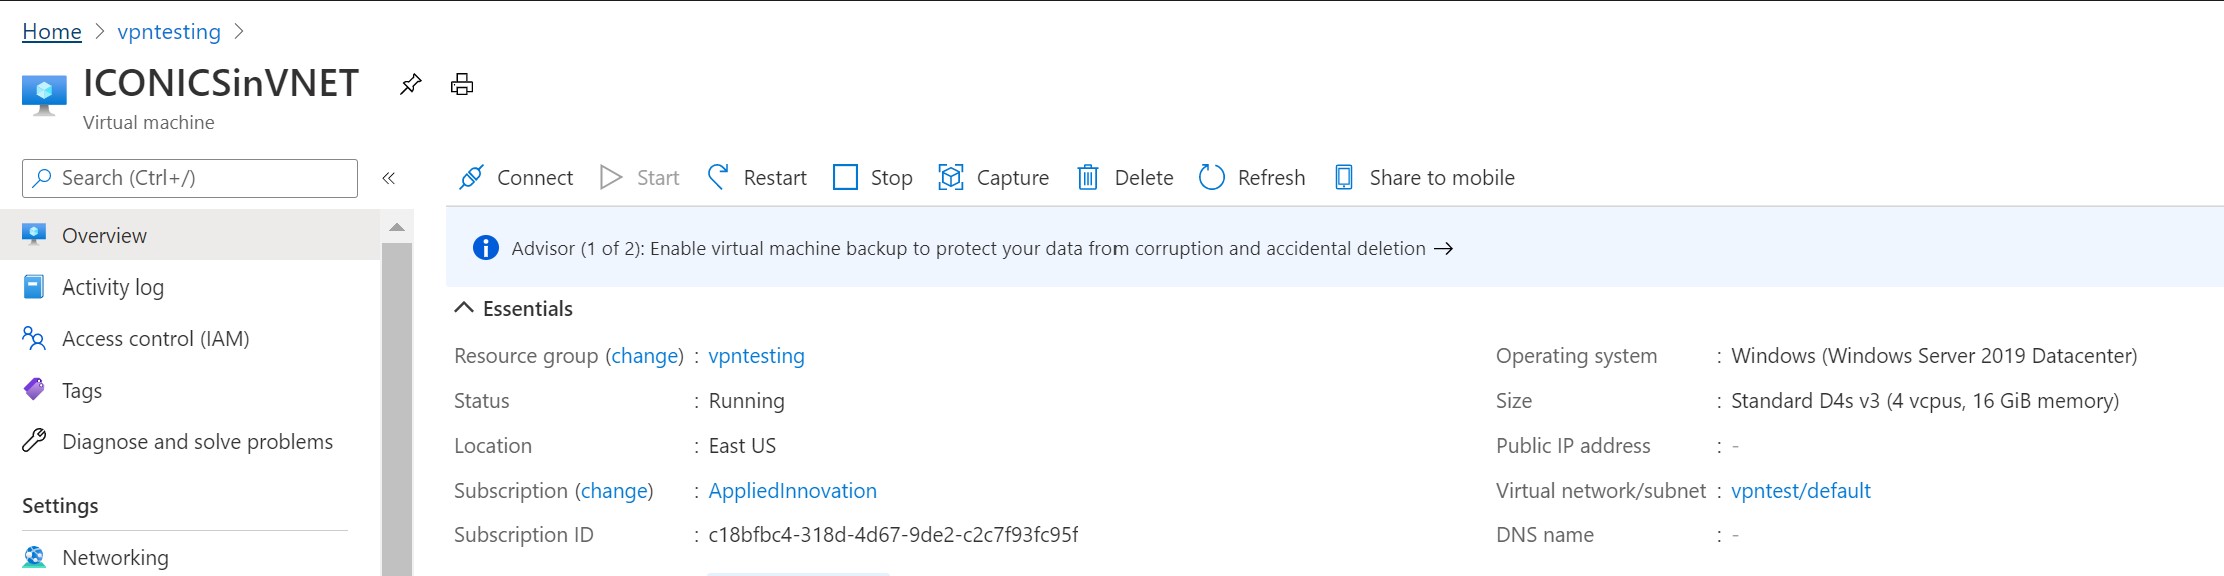 Home > vpntesting >
ICONICSinVNET
Virtual machine
Search (Ctrl+/)
«
Connect Start Restart Stop Capture Delete Refresh Share to mobile
Overview
Activity log
Access control (IAM)
Tags
Diagnose and solve problems
Settings
Networking
Advisor (1 of 2): Enable virtual machine backup to protect your data from corruption and accidental deletion →
Essentials
Resource group (change) : vpntesting
Status : Running
Location : East US
Subscription (change) : AppliedInnovation
Subscription ID : c18bfbc4-318d-4d67-9de2-c2c7f93fc95f
Operating system : Windows (Windows Server 2019 Datacenter)
Size : Standard D4s v3 (4 vcpus, 16 GiB memory)
Public IP address : -
Virtual network/subnet : vpntest/default
DNS name : -